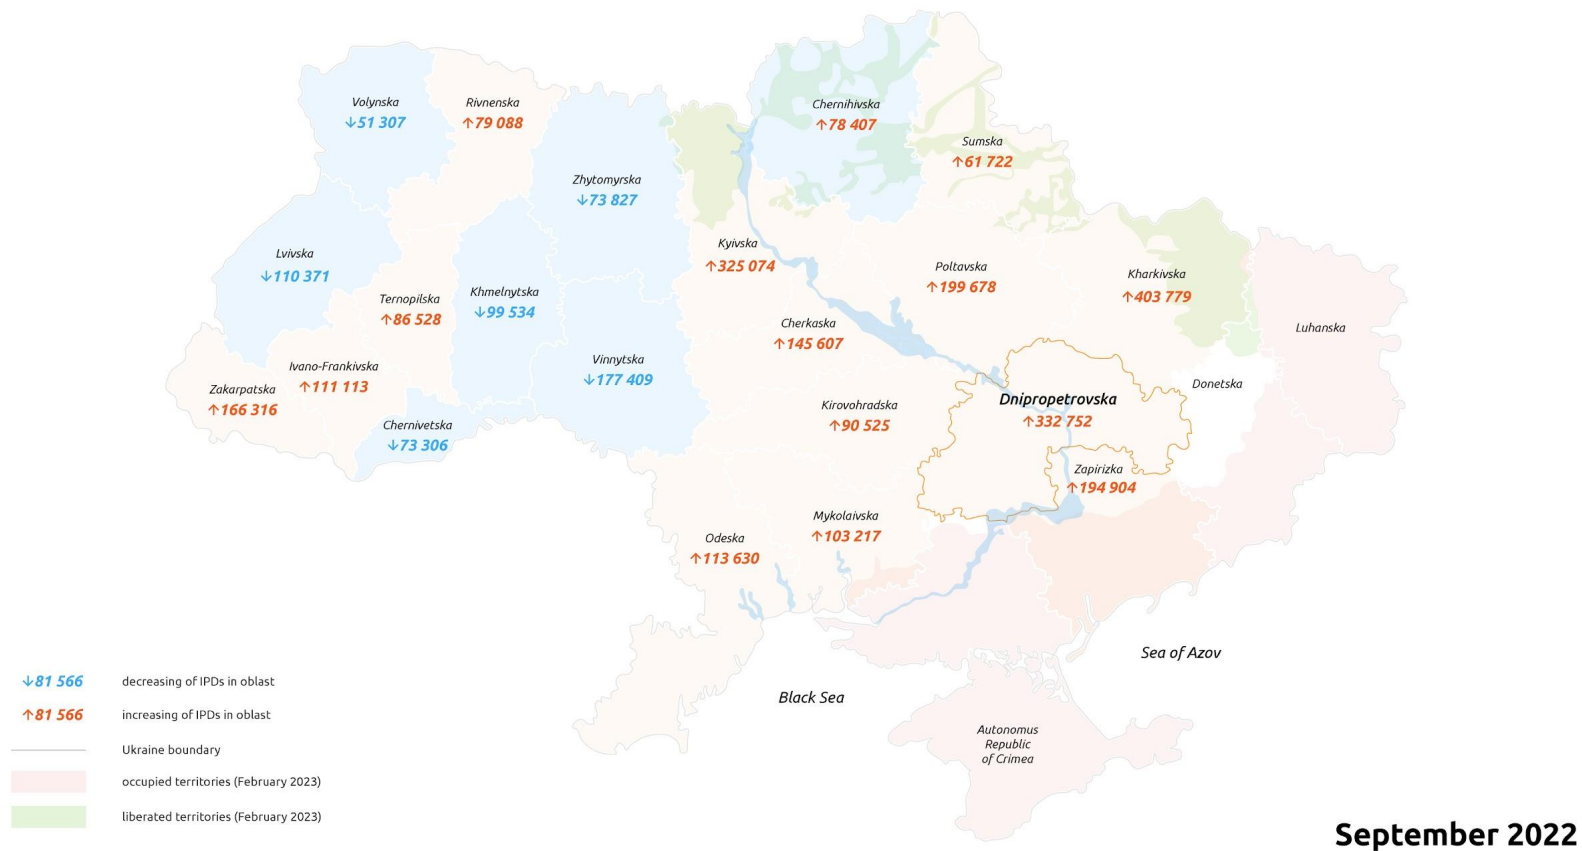 Volynska
↓51 307
Rivnenska
↑79 088
Chernihivska
↑78 407
Sumska
↑61 722
Zhytomyrska
↓73 827
Kyivska
↑325 074
Lvivska
↓110 371
Poltavska
↑199 678
Kharkivska
↑403 779
Ternopilska
↑86 528
Khmelnytska
↓99 534
Cherkaska
↑145 607
Luhanska
Ivano-Frankivska
↑111 113
Vinnytska
↓177 409
Zakarpatska
↑166 316
Donetska
Dnipropetrovska
↑332 752
Kirovohradska
↑90 525
Chernivetska
↓73 306
Zapirizka
↑194 904
Mykolaivska
↑103 217
Odeska
↑113 630
Sea of Azov
Black Sea
Autonomus
Republic
of Crimea
↓81 566 decreasing of IPDs in oblast
↑81 566 increasing of IPDs in oblast
Ukraine boundary
occupied territories (February 2023)
liberated territories (February 2023)
September 2022